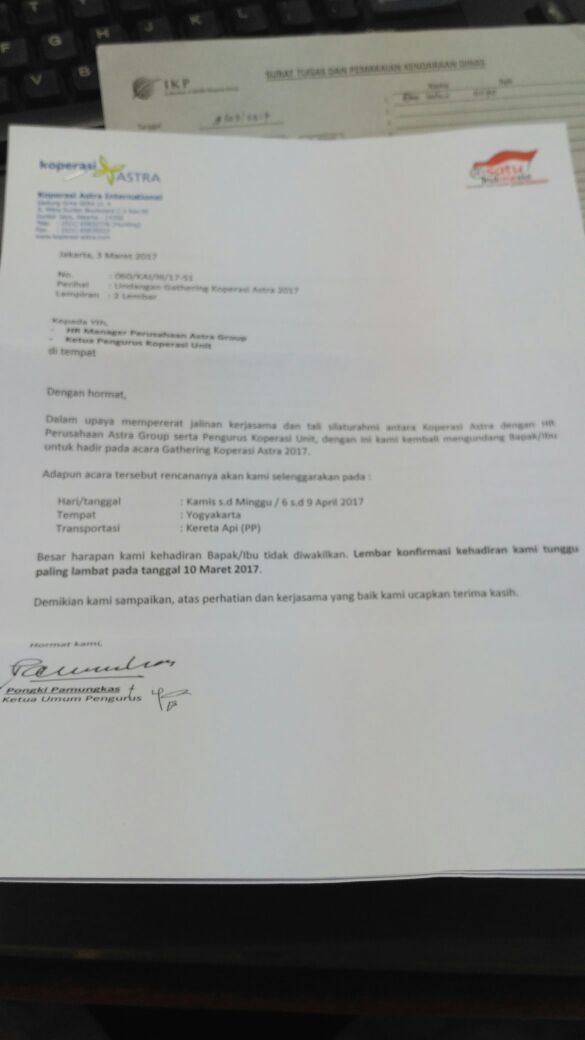 T
G
H
V
B
IKP
SURAT TUGAS DAN PEMAKAIAN KENDARAAN DINAS
Tanggal
koperasi
ASTRA
satu
Indonesia
Koperasi Astra International
www.koperasi-astra.com
Jakarta, 3 Maret 2017
No. : 060/KAI/III/17-51
Perihal : Undangan Gathering Koperasi Astra 2017
Lampiran : 2 Lembar
Kepada Yth,
- HR Manager Perusahaan Astra Group
- Ketua Pengurus Koperasi Unit
di tempat
Dengan hormat,
Dalam upaya mempererat jalinan kerjasama dan tali silaturahmi antara Koperasi Astra dengan HR
Perusahaan Astra Group serta Pengurus Koperasi Unit, dengan ini kami kembali mengundang Bapak/Ibu
untuk hadir pada acara Gathering Koperasi Astra 2017.
Adapun acara tersebut rencananya akan kami selenggarakan pada :
Hari/tanggal : Kamis s.d Minggu / 6 s.d 9 April 2017
Tempat : Yogyakarta
Transportasi : Kereta Api (PP)
Besar harapan kami kehadiran Bapak/Ibu tidak diwakilkan. Lembar konfirmasi kehadiran kami tunggu
paling lambat pada tanggal 10 Maret 2017.
Demikian kami sampaikan, atas perhatian dan kerjasama yang baik kami ucapkan terima kasih.
Hormat kami,
Pongki Pamungkas
Ketua Umum Pengurus